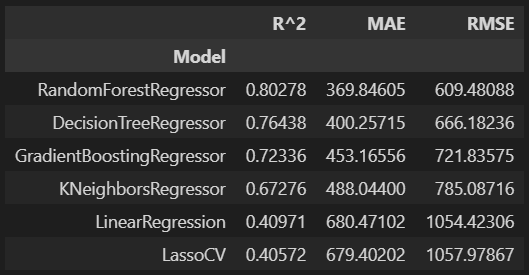 R^2 MAE RMSE
Model
RandomForestRegressor 0.80278 369.84605 609.48088
DecisionTreeRegressor 0.76438 400.25715 666.18236
GradientBoostingRegressor 0.72336 453.16556 721.83575
KNeighborsRegressor 0.67276 488.04400 785.08716
LinearRegression 0.40971 680.47102 1054.42306
LassoCV 0.40572 679.40202 1057.97867